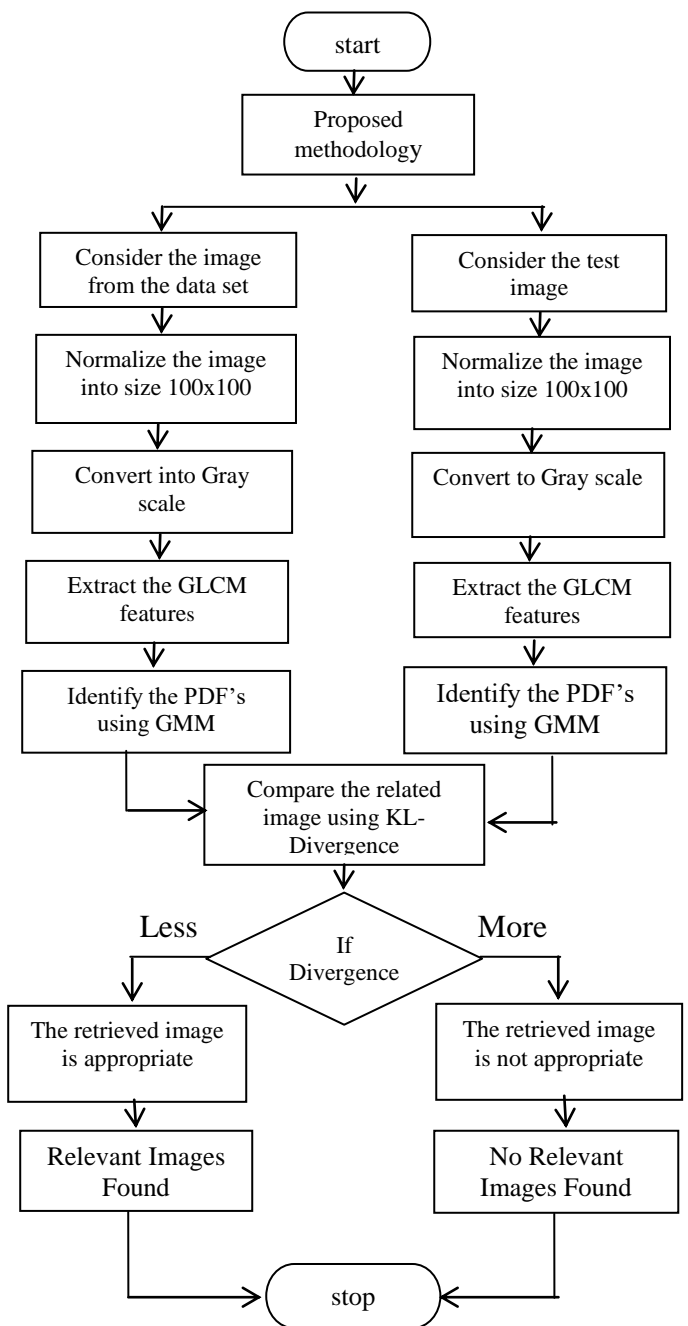 start
Proposed
methodology
Consider the image
from the data set
Normalize the image
into size 100x100
Convert into Gray
scale
Extract the GLCM
features
Identify the PDF's
using GMM
Consider the test
image
Normalize the image
into size 100x100
Convert to Gray scale
Extract the GLCM
features
Identify the PDF's
using GMM
Compare the related
image using KL-
Divergence
If
Divergence
Less
The retrieved image
is appropriate
Relevant Images
Found
More
The retrieved image
is not appropriate
No Relevant
Images Found
stop